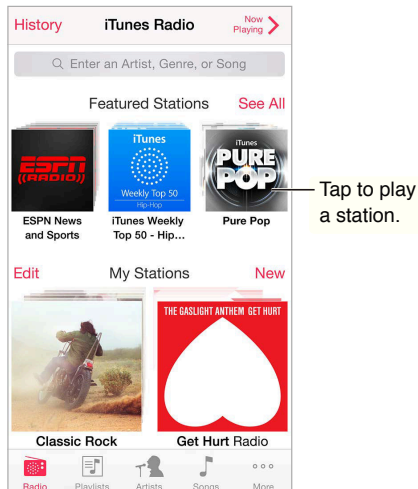 History iTunes Radio Now Playing
Enter an Artist, Genre, or Song
Featured Stations See All
ESPN
((RADIO))
iTunes
Weekly Top 50
Hip-Hop
iTunes
PURE
POP
Tap to play
a station.
ESPN News
and Sports
iTunes Weekly
Top 50 - Hip...
Pure Pop
Edit My Stations New
THE GASLIGHT ANTHEM GET HURT
Classic Rock Get Hurt Radio
Radio Playlists Artists Songs More